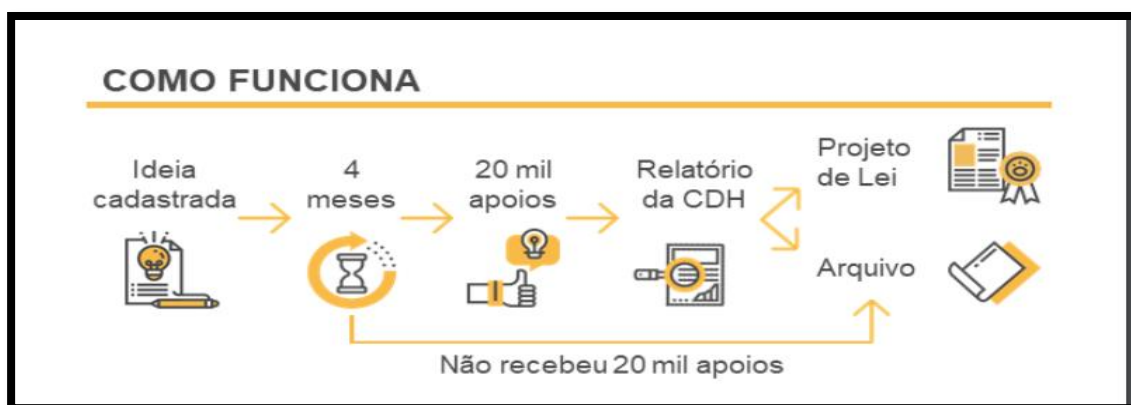 COMO FUNCIONA
Ideia
cadastrada
4
meses
20 mil
apoios
Relatório
da CDH
Projeto
de Lei
Arquivo
Não recebeu 20 mil apoios